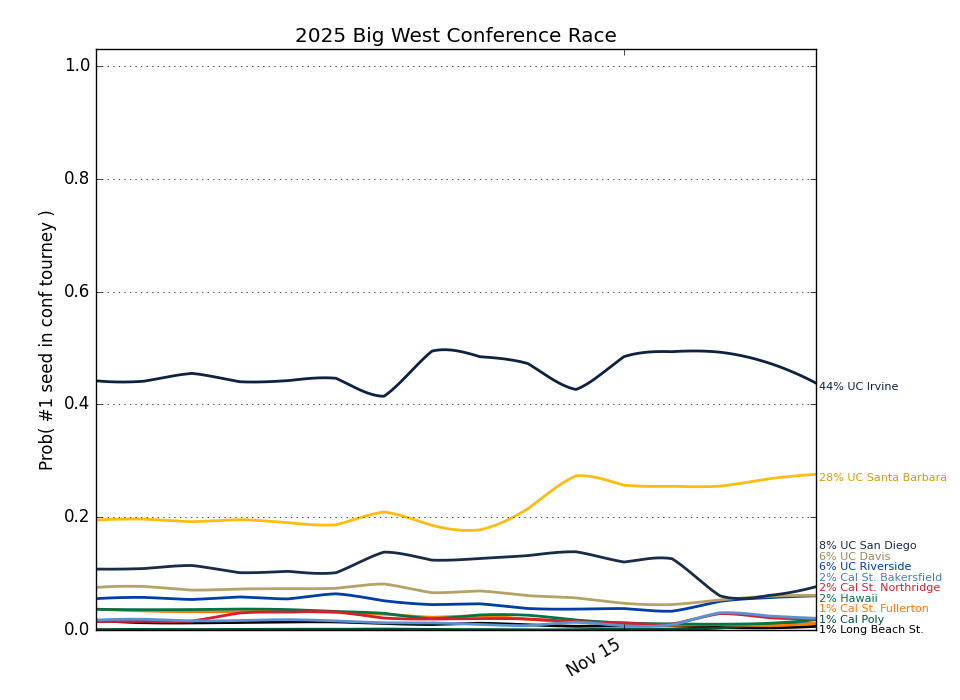 2025 Big West Conference Race
1.0
0.8
0.6
0.4
0.2
0.0
Prob( #1 seed in conf tourney )
Nov 15
44% UC Irvine
28% UC Santa Barbara
8% UC San Diego
6% UC Davis
6% UC Riverside
2% Cal St. Bakersfield
2% Cal St. Northridge
2% Hawaii
1% Cal St. Fullerton
1% Cal Poly
1% Long Beach St.